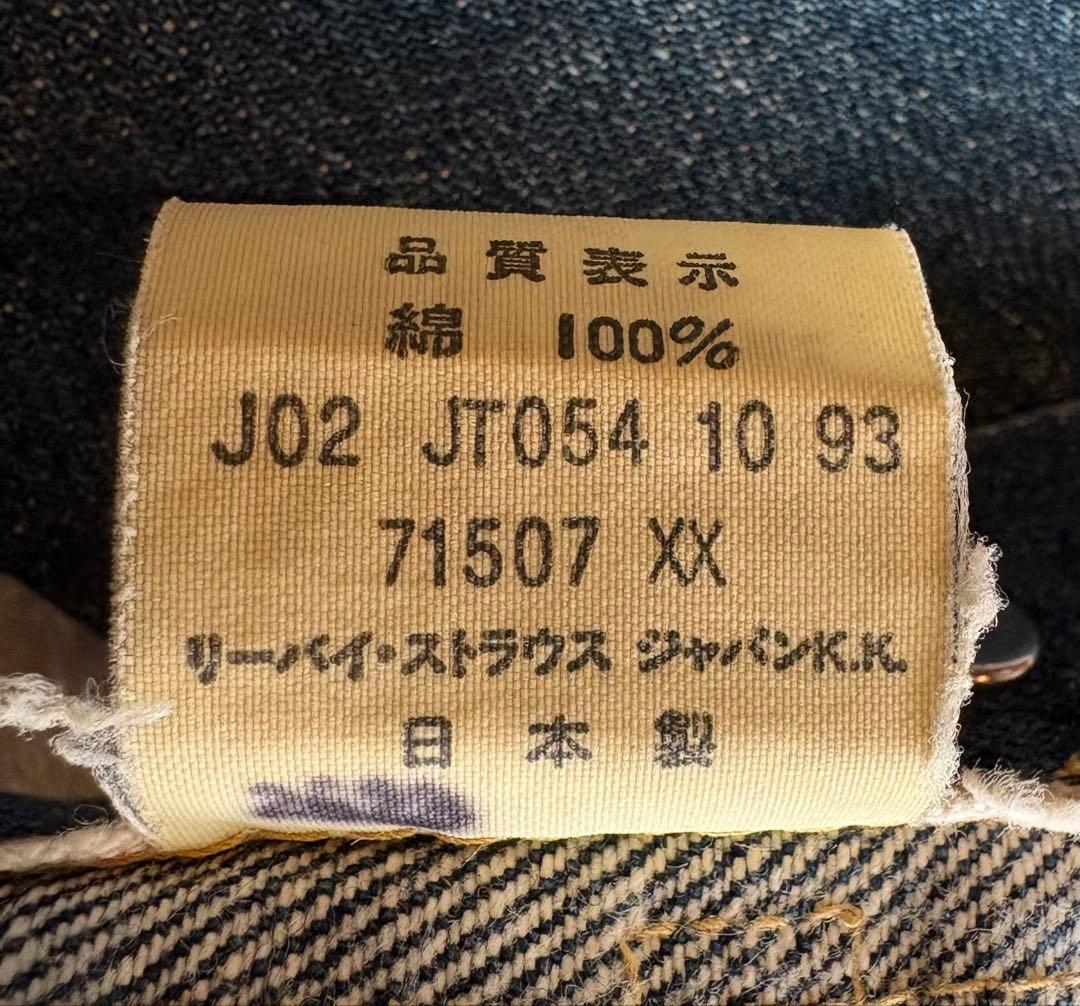 品質表示
綿 100%
J02 JT054 10 93
71507 XX
リーバイ・ストラウス ジャパンK.K.
日本製